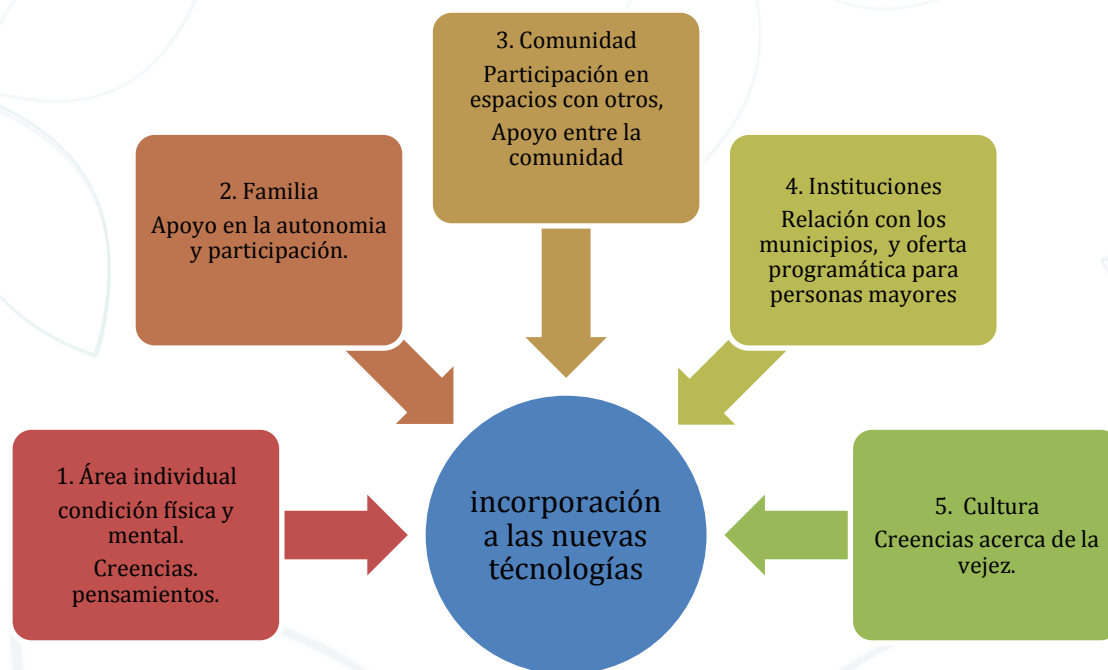 1. Área individual
condición física y
mental.
Creencias.
pensamientos.
2. Familia
Apoyo en la autonomia
y participación.
3. Comunidad
Participación en
espacios con otros,
Apoyo entre la
comunidad
4. Instituciones
Relación con los
municipios, y oferta
programática para
personas mayores
5. Cultura
Creencias acerca de la
vejez.
incorporación
a las nuevas
técnologías